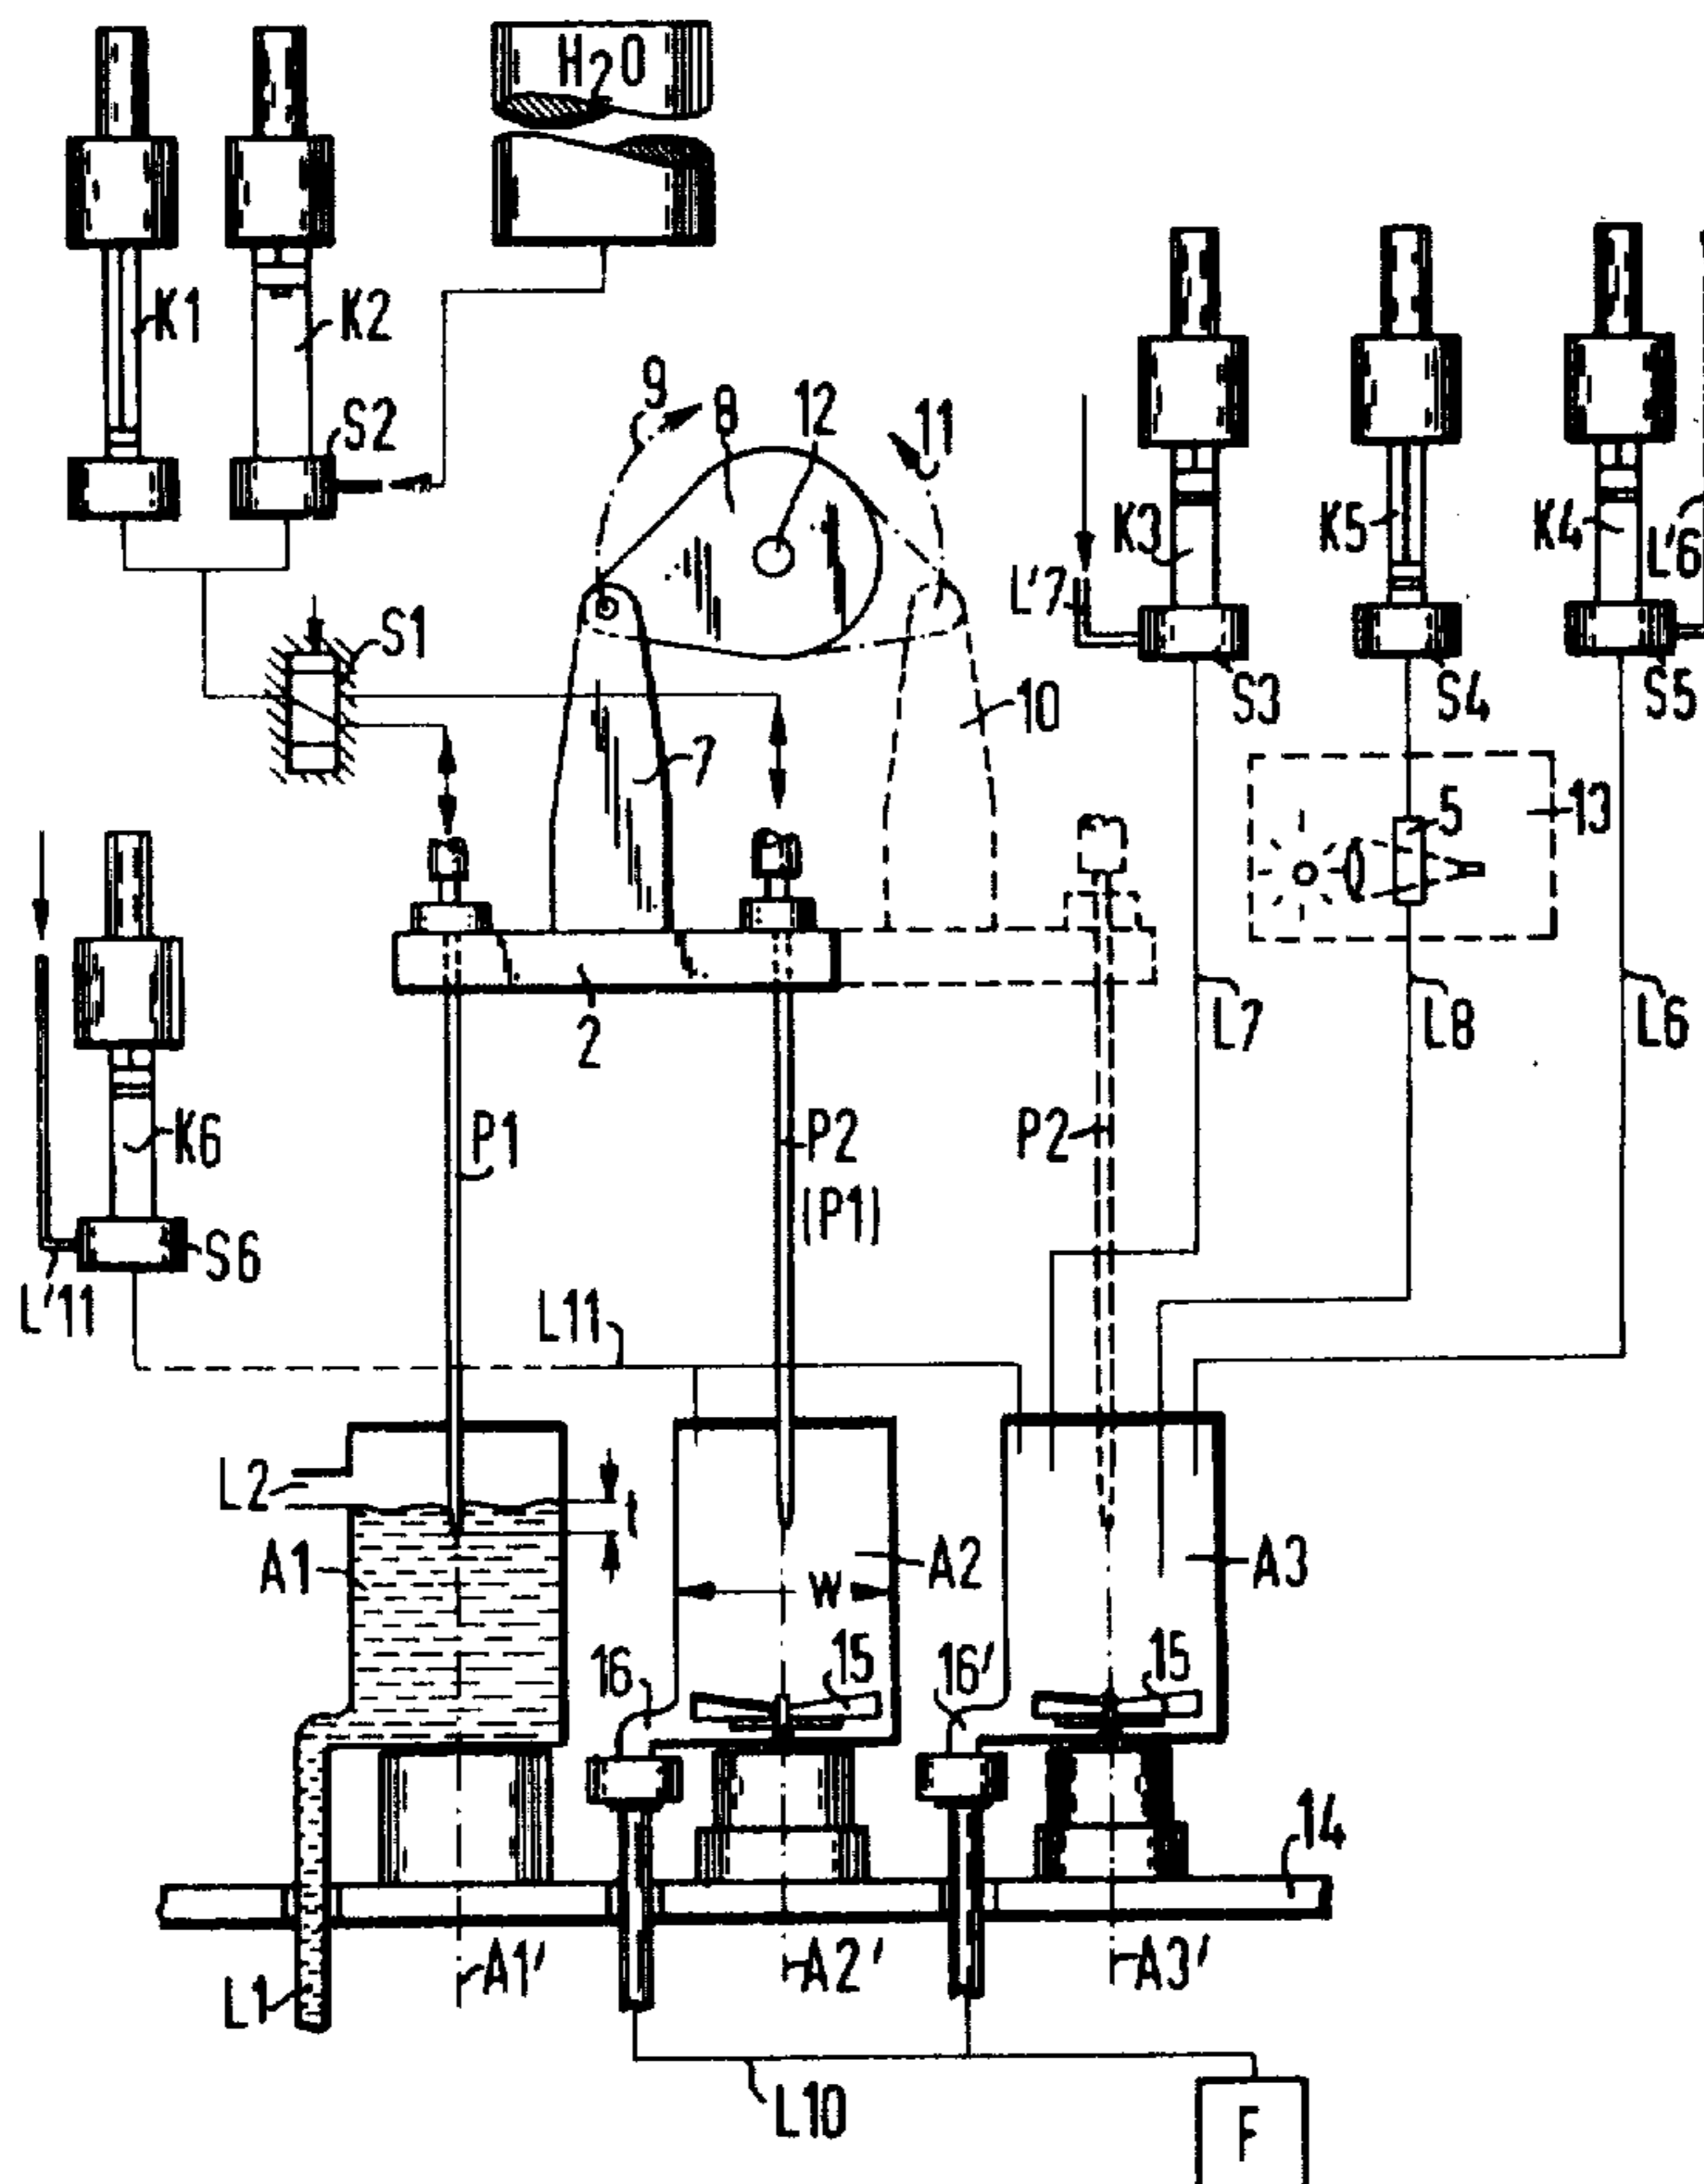 H2O
K1
K2
S2
9
8
12
11
K3
K5
K4
L'6
L'7
S1
S3
S4
S5
10
7
5
13
2
L7
L8
L6
K6
P1
P2
P2
(P1)
S6
L'11
L11
L2
t
A1
A2
A3
W
16
15
16'
15
14
A1'
A2'
A3'
L1
L10
F